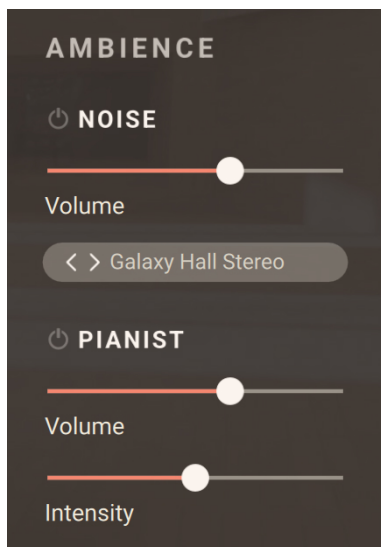 AMBIENCE
NOISE
Volume
Galaxy Hall Stereo
PIANIST
Volume
Intensity